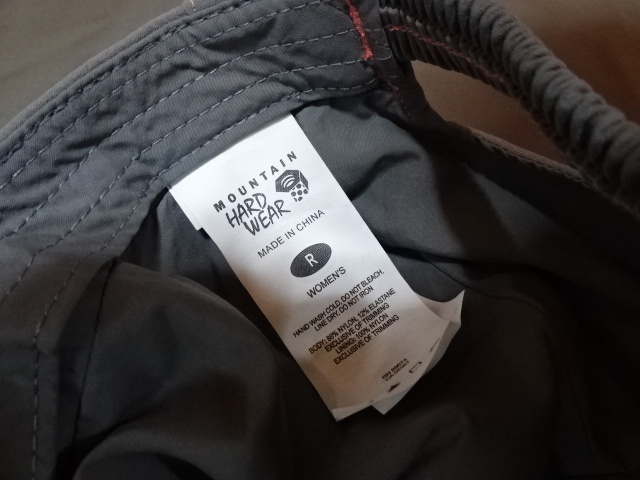 MOUNTAIN
HARD
WEAR
MADE IN CHINA
R
WOMEN'S
HAND WASH COLD, DO NOT BLEACH.
LINE DRY. DO NOT IRON
BODY: 88% NYLON, 12% ELASTANE
EXCLUSIVE OF TRIMMING
LINING: 100% NYLON
EXCLUSIVE OF TRIMMING